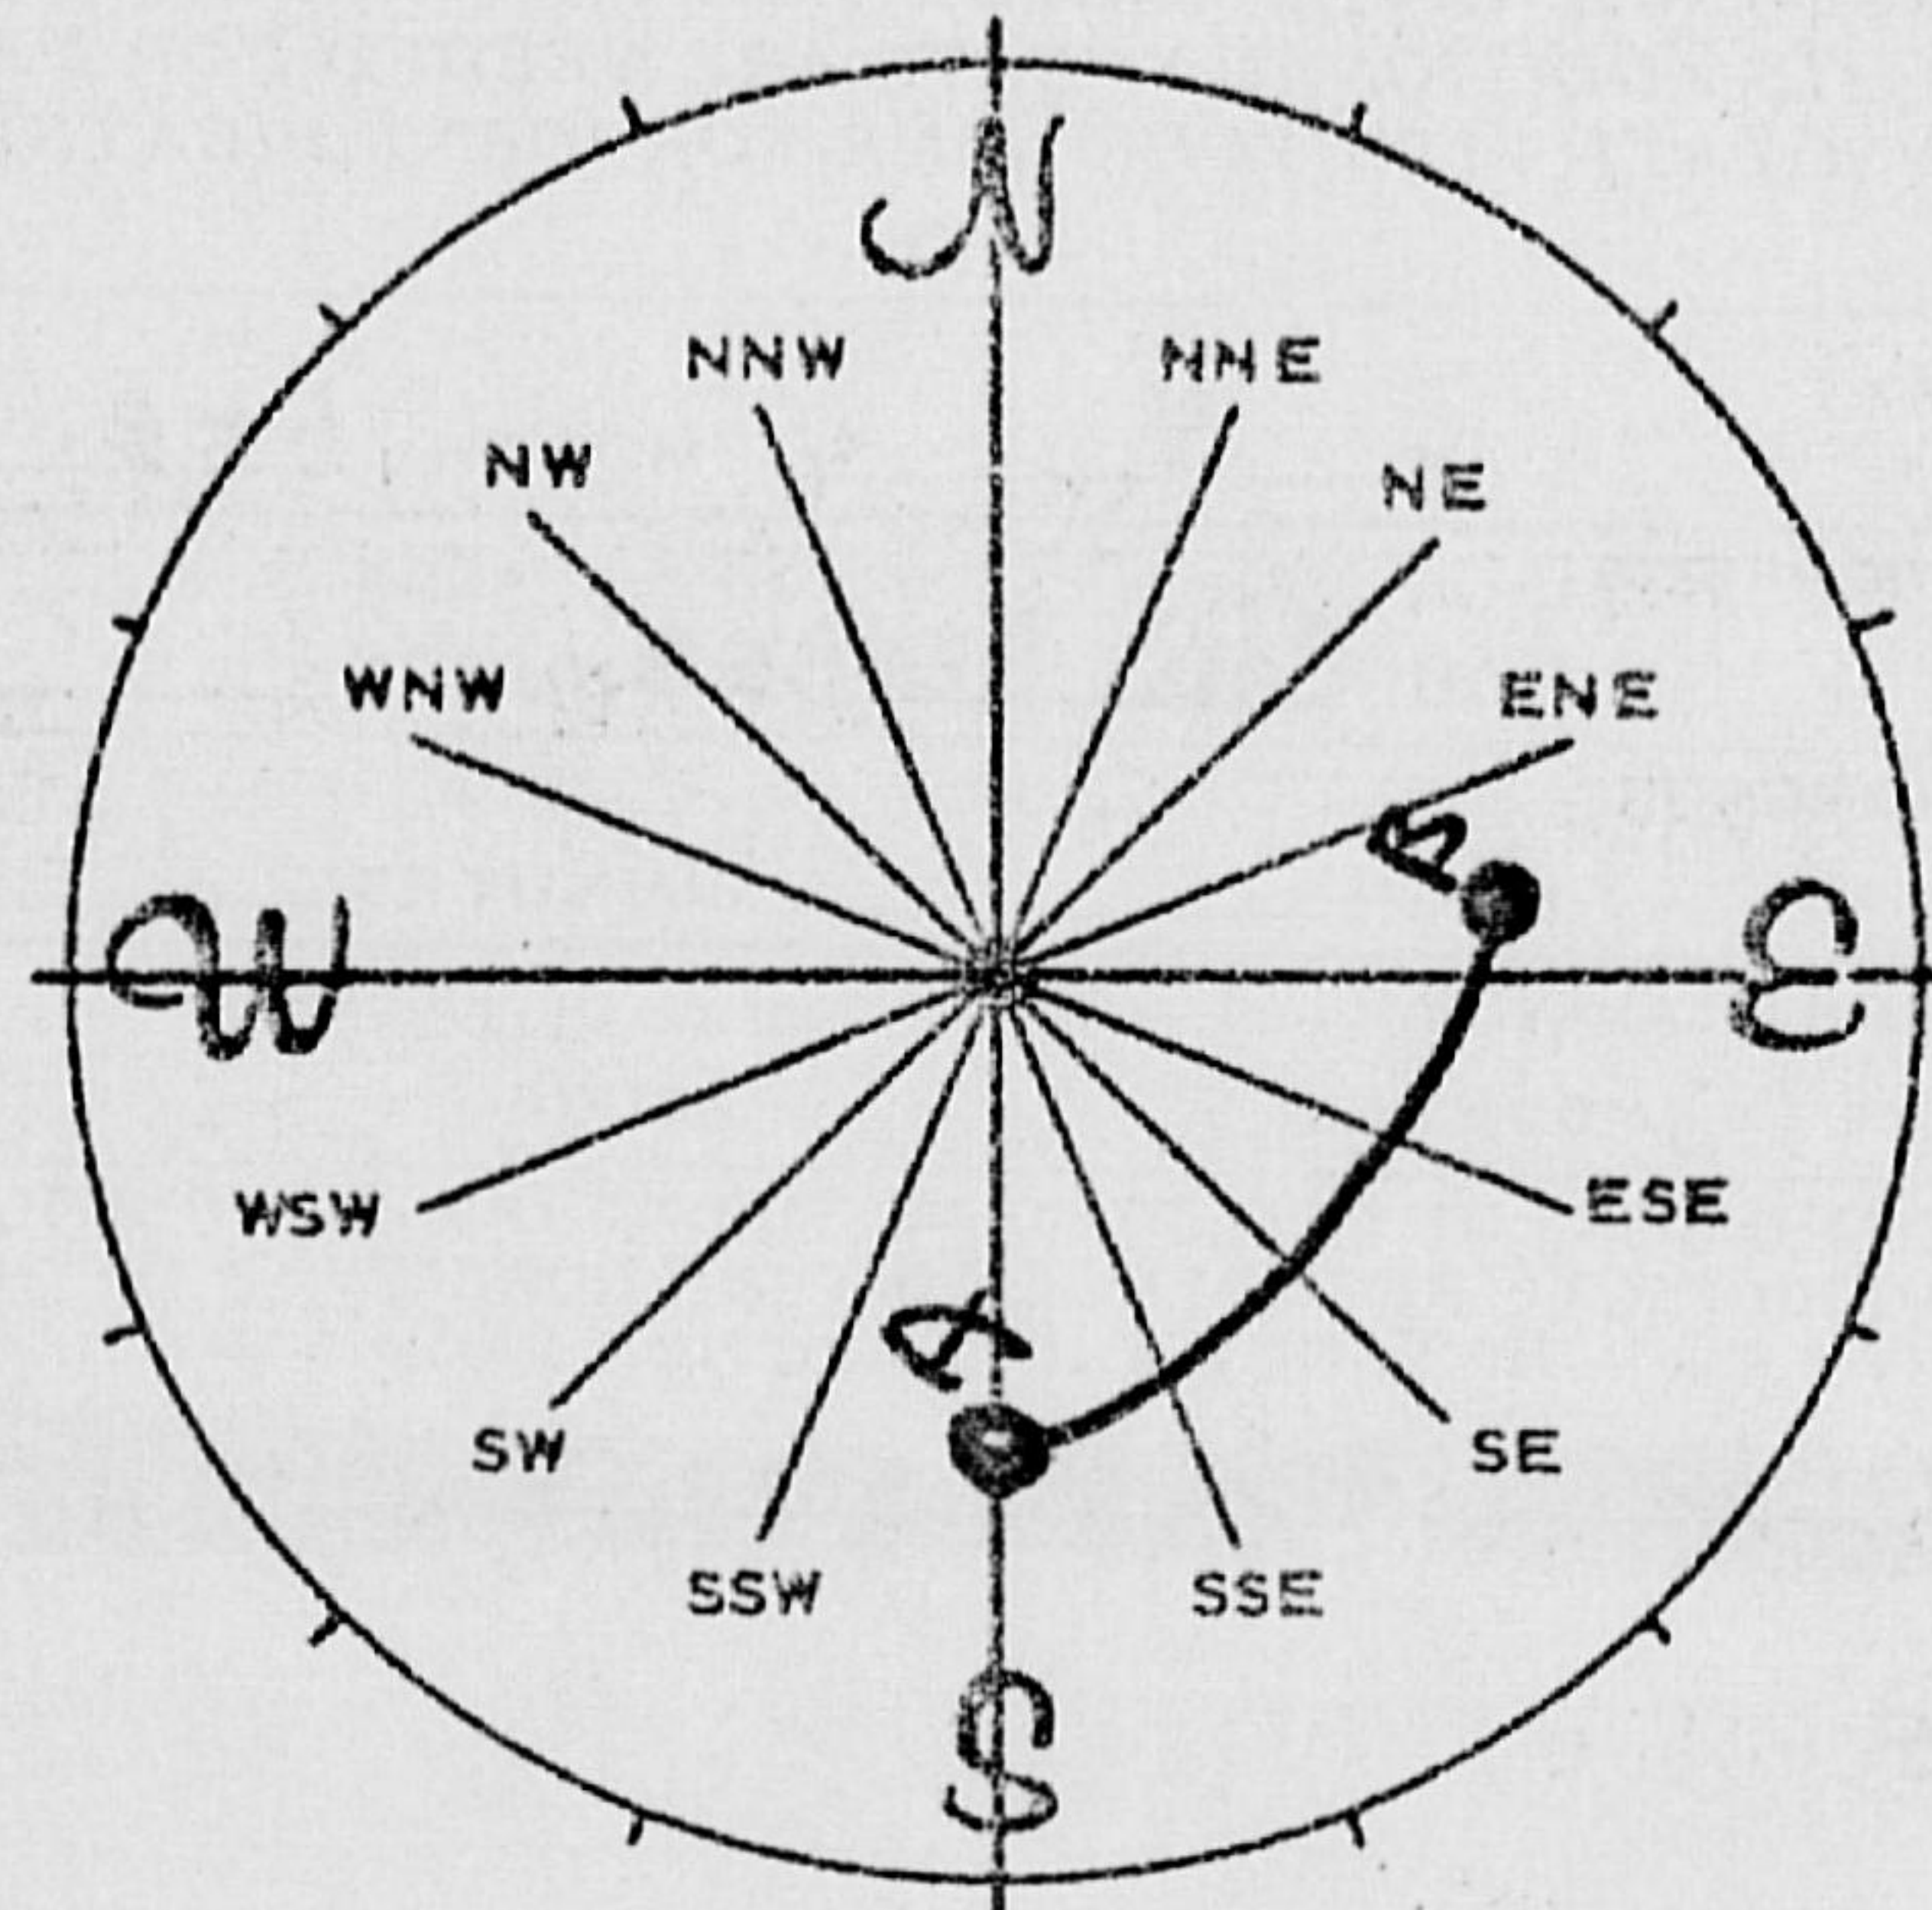 N
NNW NNE
NW NE
WNW ENE
B
W E
WSW ESE
A
SW SE
SSW SSE
S